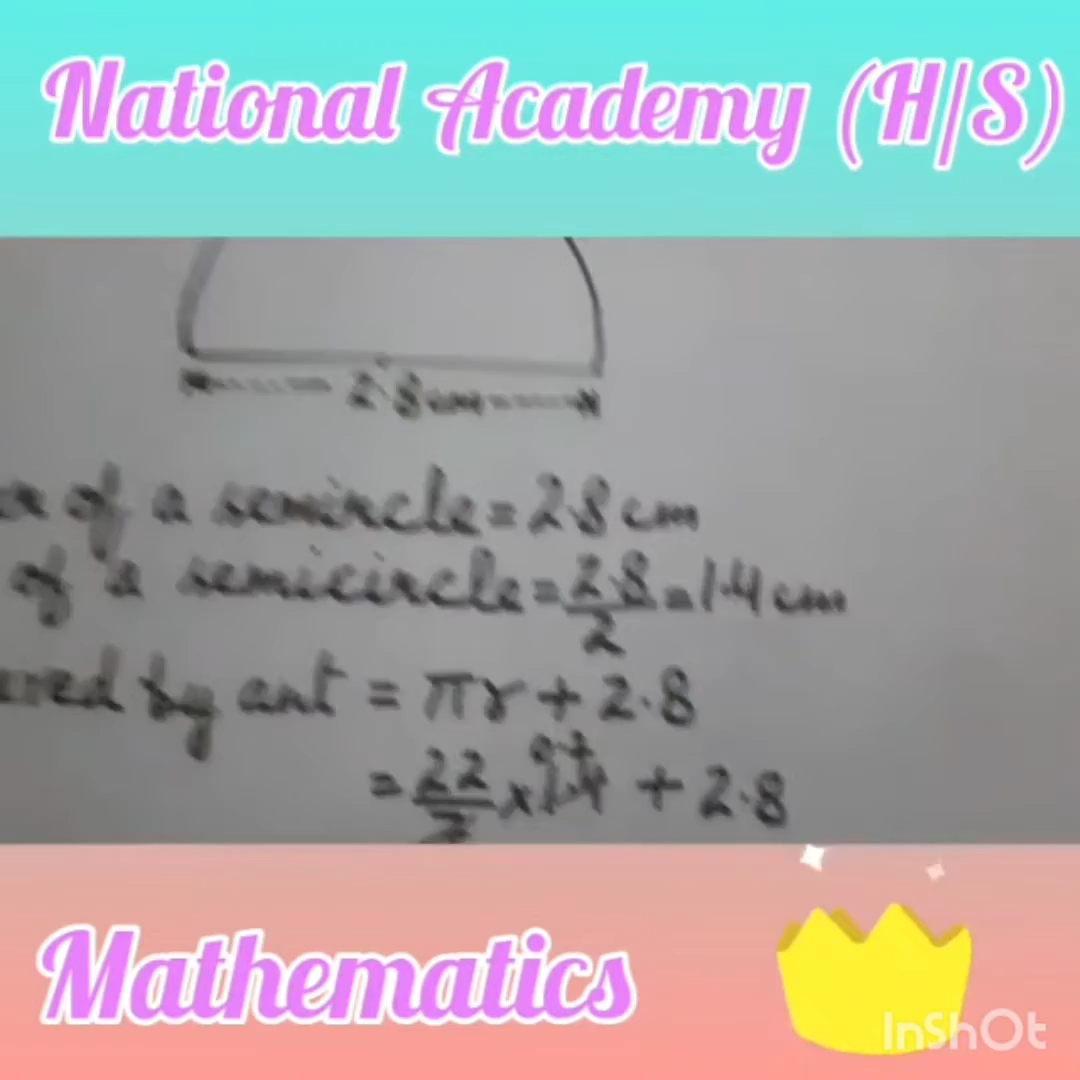 National Academy (H/S)
2.8cm
of a semircle = 2.8 cm
of a semicircle = 2.8/2 = 1.4 cm
by ant = πr + 2.8
= 22/7 × 1.4 + 2.8
Mathematics
InShOt